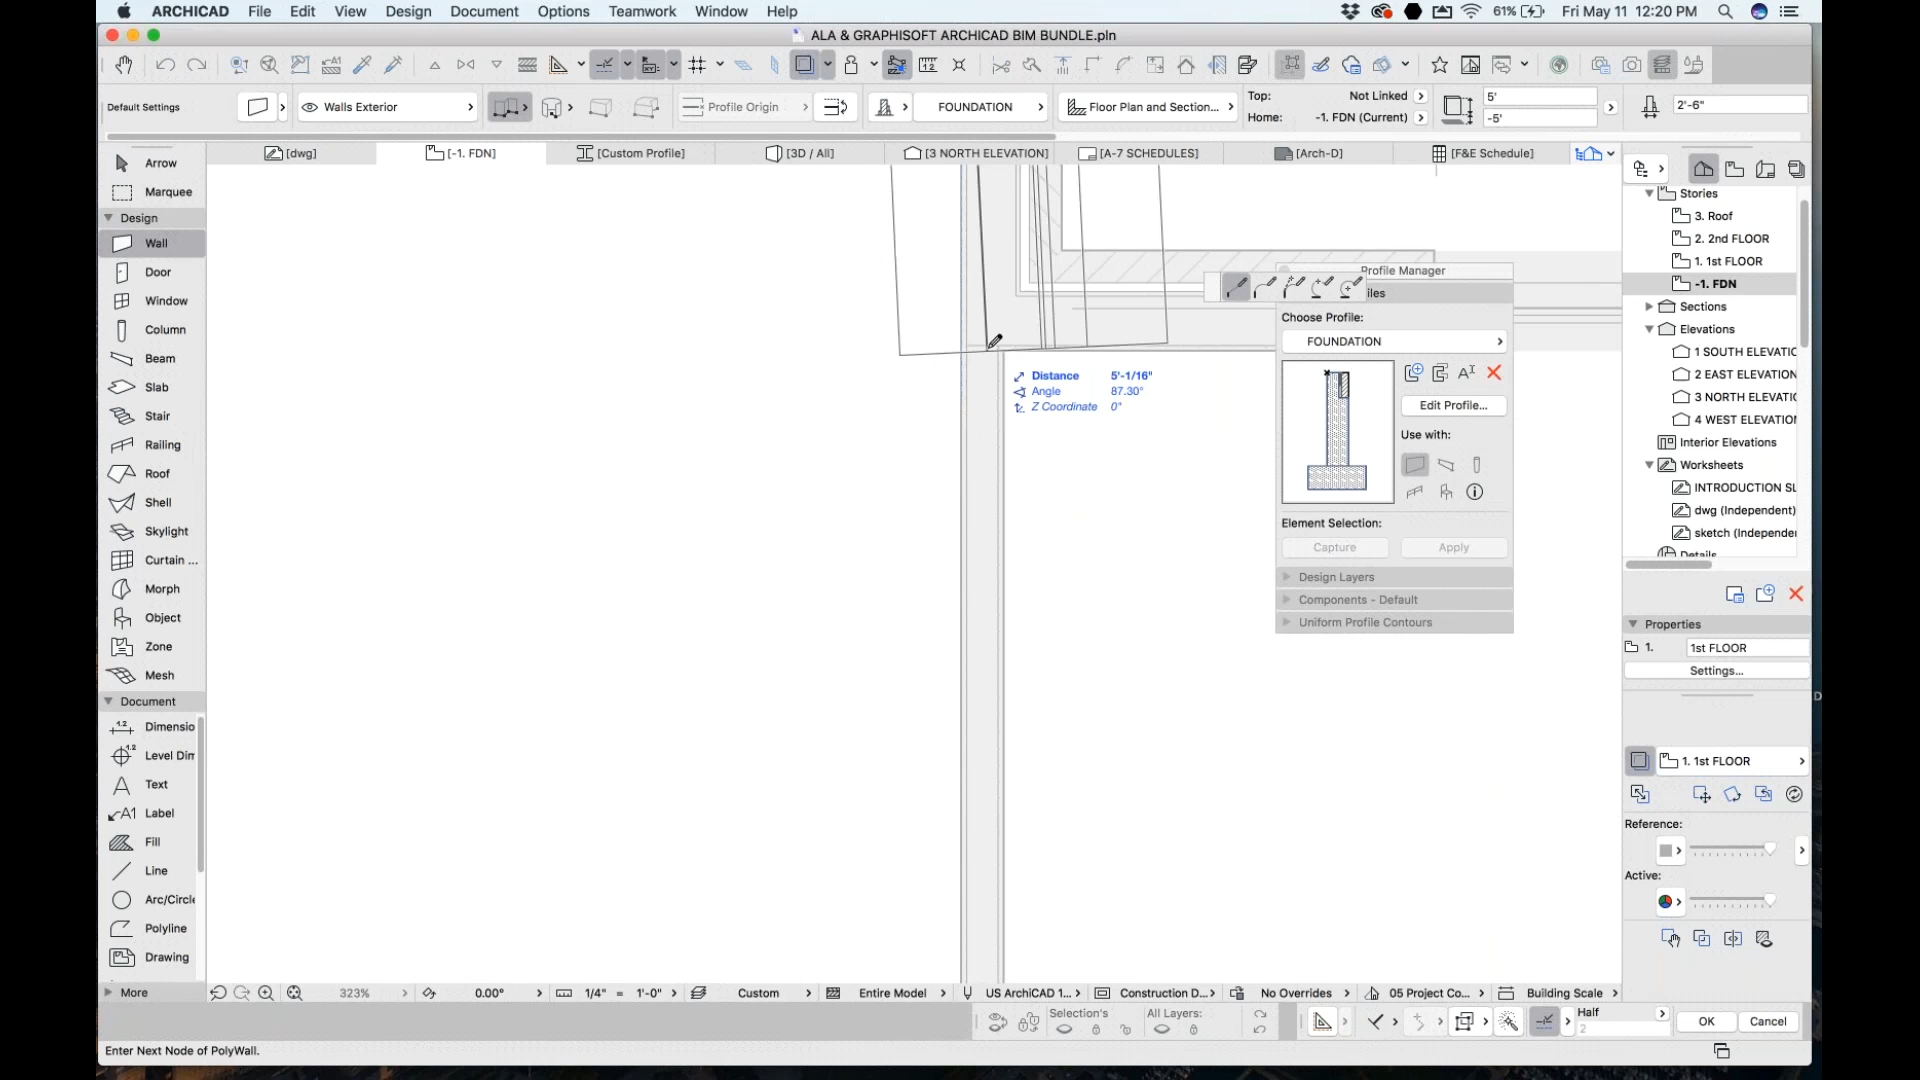 ARCHICAD File Edit View Design Document Options Teamwork Window Help 61% Fri May 11 12:20 PM
ALA & GRAPHISOFT ARCHICAD BIM BUNDLE.pln
Default Settings
Walls Exterior
Profile Origin
FOUNDATION
Floor Plan and Section...
Top: Not Linked
Home: -1. FDN (Current)
5'
-5'
2'-6"
[dwg] [-1. FDN] [Custom Profile] [3D / All] [3 NORTH ELEVATION] [A-7 SCHEDULES] [Arch-D] [F&E Schedule]
Arrow
Marquee
Design
Wall
Door
Window
Column
Beam
Slab
Stair
Railing
Roof
Shell
Skylight
Curtain ...
Morph
Object
Zone
Mesh
Document
Dimensio
Level Dim
Text
Label
Fill
Line
Arc/Circle
Polyline
Drawing
More
Distance 5'-1/16"
Angle 87.30°
Z Coordinate 0"
Profile Manager
iles
Choose Profile:
FOUNDATION
Edit Profile...
Use with:
Element Selection:
Capture Apply
Design Layers
Components - Default
Uniform Profile Contours
Stories
3. Roof
2. 2nd FLOOR
1. 1st FLOOR
-1. FDN
Sections
Elevations
1 SOUTH ELEVATIO
2 EAST ELEVATION
3 NORTH ELEVATIO
4 WEST ELEVATION
Interior Elevations
Worksheets
INTRODUCTION SL
dwg (Independent)
sketch (Independer
Details
Properties
1. 1st FLOOR
Settings...
1. 1st FLOOR
Reference:
Active:
323% 0.00° 1/4" = 1'-0" Custom Entire Model US ArchiCAD 1... Construction D... No Overrides 05 Project Co... Building Scale
Selection's All Layers:
Half
2
OK Cancel
Enter Next Node of PolyWall.